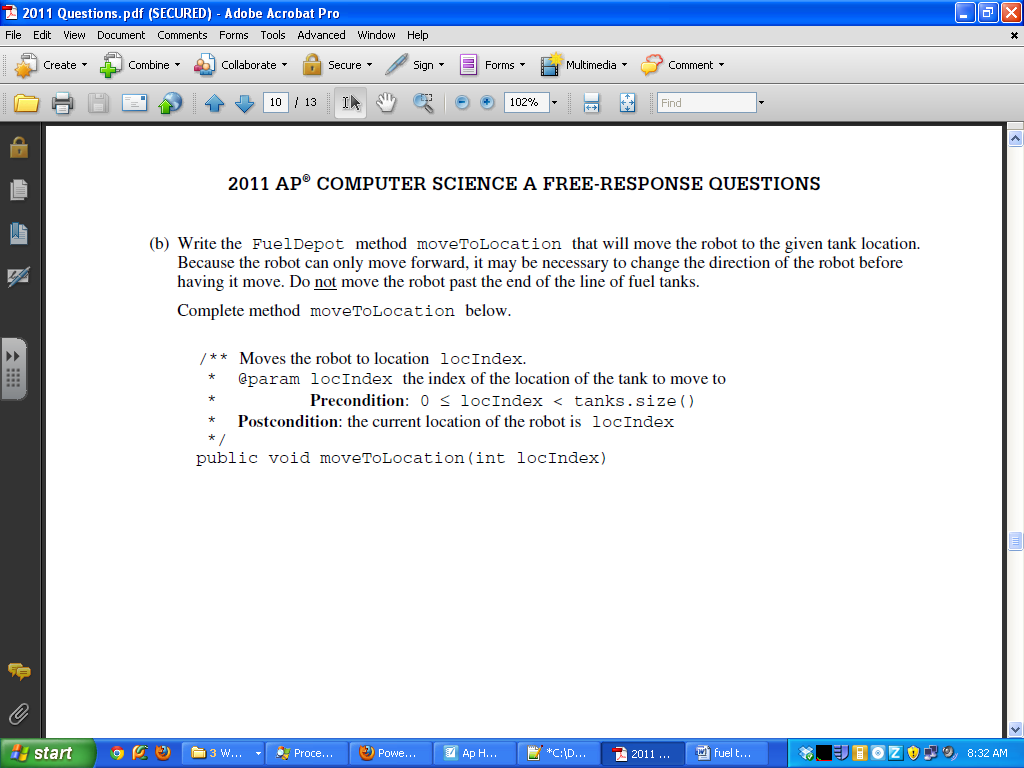 2011 Questions.pdf (SECURED) - Adobe Acrobat Pro
File Edit View Document Comments Forms Tools Advanced Window Help
Create Combine Collaborate Secure Sign Forms Multimedia Comment
10 / 13 102% Find
2011 AP® COMPUTER SCIENCE A FREE-RESPONSE QUESTIONS
(b) Write the FuelDepot method moveToLocation that will move the robot to the given tank location.
Because the robot can only move forward, it may be necessary to change the direction of the robot before
having it move. Do not move the robot past the end of the line of fuel tanks.
Complete method moveToLocation below.
/** Moves the robot to location locIndex.
* @param locIndex the index of the location of the tank to move to
* Precondition: 0 ≤ locIndex < tanks.size()
* Postcondition: the current location of the robot is locIndex
*/
public void moveToLocation(int locIndex)
start 3 W... Proce... Powe... Ap H... *C:\D... 2011 ... fuel t... 8:32 AM